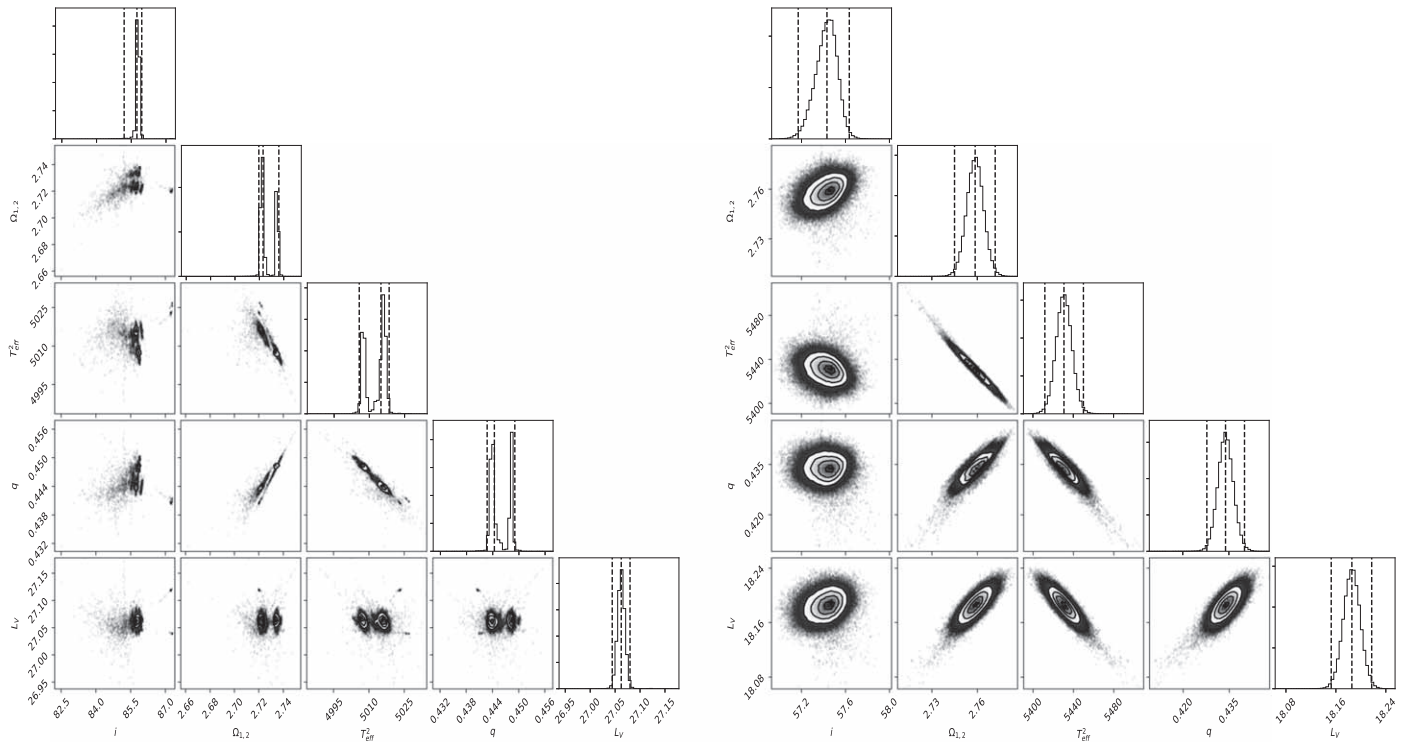 2.74
2.72
2.70
2.68
2.66
Ω1,2
2.76
2.73
Ω1,2
5025
5010
4995
T²eff
5480
5440
5400
T²eff
0.456
0.450
0.444
0.438
0.432
q
0.435
0.420
q
27.15
27.10
27.05
27.00
26.95
LV
18.24
18.16
18.08
LV
82.5 84.0 85.5 87.0
2.66 2.68 2.70 2.72 2.74
4995 5010 5025
0.432 0.438 0.444 0.450 0.456
26.95 27.00 27.05 27.10 27.15
57.2 57.6 58.0
2.73 2.76
5400 5440 5480
0.420 0.435
18.08 18.16 18.24
i Ω1,2 T²eff q LV
i Ω1,2 T²eff q LV